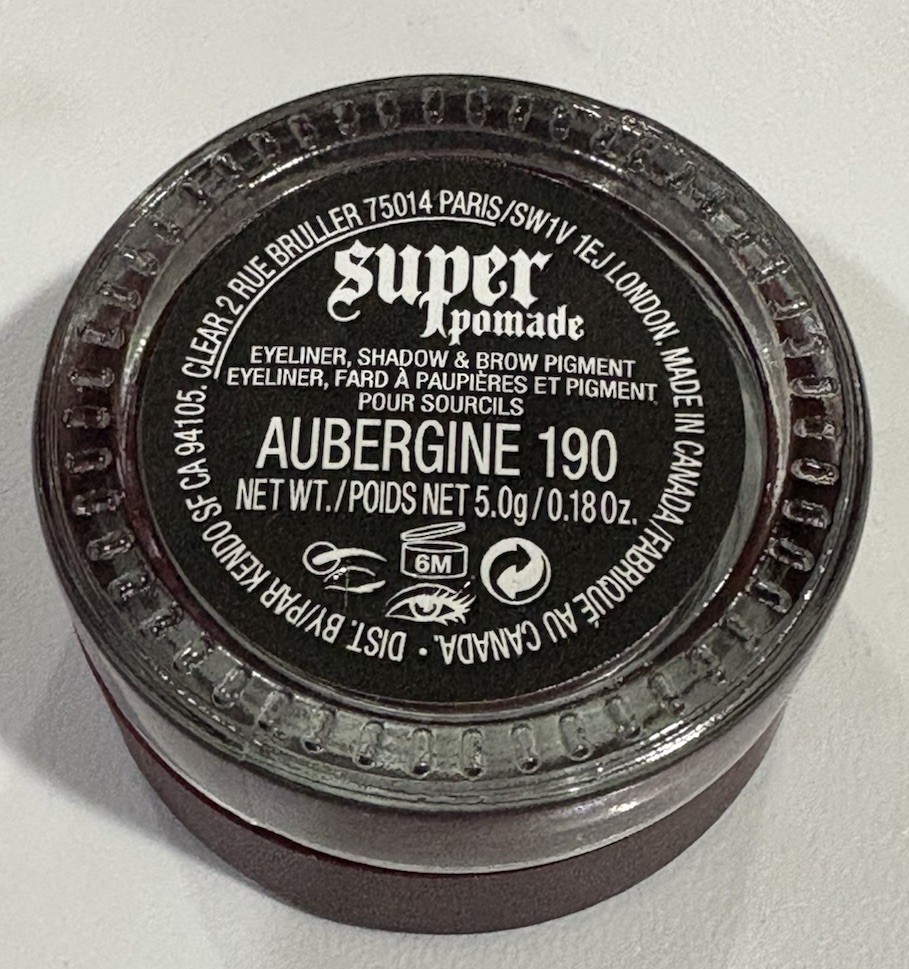 super
pomade
EYELINER, SHADOW & BROW PIGMENT
EYELINER, FARD À PAUPIÈRES ET PIGMENT
POUR SOURCILS
AUBERGINE 190
NET WT./POIDS NET 5.0g/0.18 Oz.
6M
DIST. BY/PAR KENDO SF CA 94105. CLEAR 2 RUE BRULLER 75014 PARIS/SW1V 1EJ LONDON. MADE IN CANADA/FABRIQUÉ AU CANADA. •